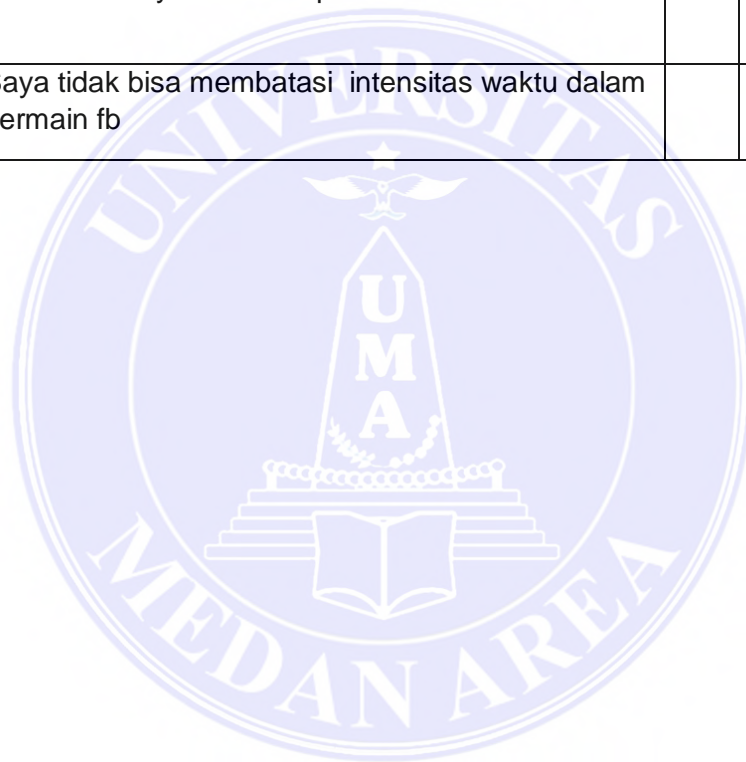 aya tidak bisa membatasi intensitas waktu dalam
ermain fb
UNIVERSITAS
UMA
MEDAN AREA